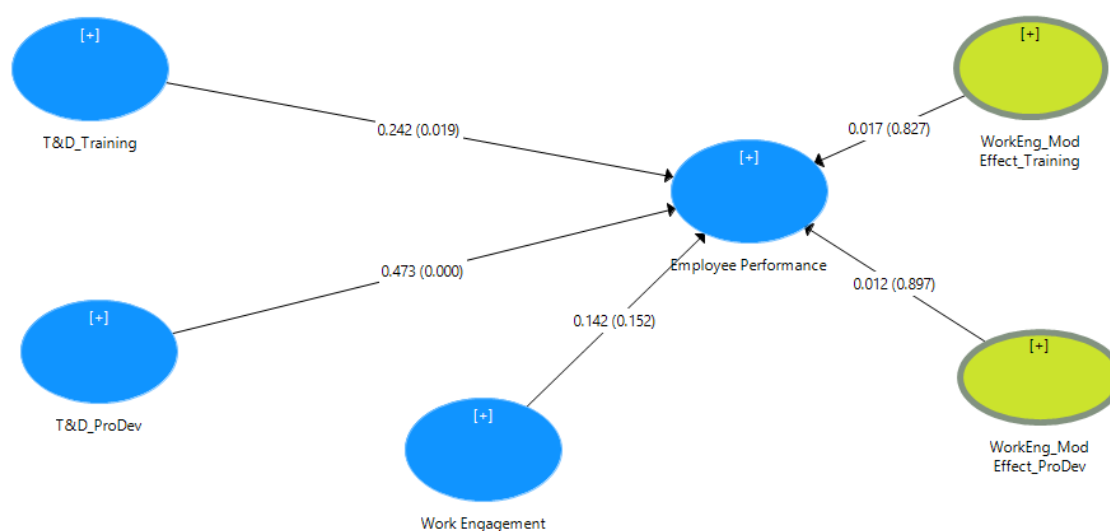 [+]
T&D_Training
0.242 (0.019)
[+]
WorkEng_Mod
Effect_Training
0.017 (0.827)
[+]
Employee Performance
0.473 (0.000)
[+]
T&D_ProDev
0.142 (0.152)
0.012 (0.897)
[+]
WorkEng_Mod
Effect_ProDev
[+]
Work Engagement